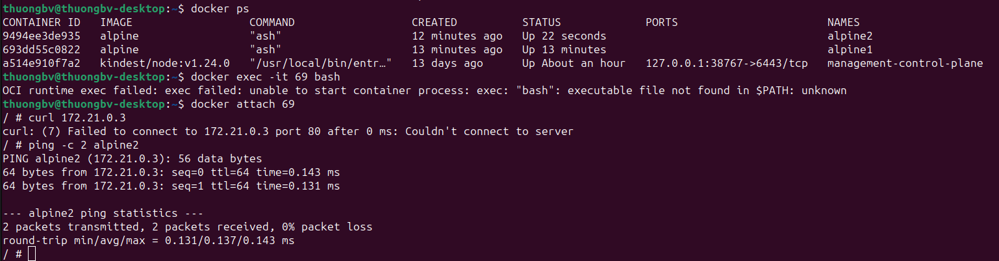 thuongbv@thuongbv-desktop:~$ docker ps
CONTAINER ID   IMAGE                  COMMAND                  CREATED          STATUS             PORTS                       NAMES
9494ee3de935   alpine                 "ash"                    12 minutes ago   Up 22 seconds                                  alpine2
693dd55c0822   alpine                 "ash"                    13 minutes ago   Up 13 minutes                                  alpine1
a514e910f7a2   kindest/node:v1.24.0   "/usr/local/bin/entr…"   13 days ago      Up About an hour   127.0.0.1:38767->6443/tcp   management-control-plane
thuongbv@thuongbv-desktop:~$ docker exec -it 69 bash
OCI runtime exec failed: exec failed: unable to start container process: exec: "bash": executable file not found in $PATH: unknown
thuongbv@thuongbv-desktop:~$ docker attach 69
/ # curl 172.21.0.3
curl: (7) Failed to connect to 172.21.0.3 port 80 after 0 ms: Couldn't connect to server
/ # ping -c 2 alpine2
PING alpine2 (172.21.0.3): 56 data bytes
64 bytes from 172.21.0.3: seq=0 ttl=64 time=0.143 ms
64 bytes from 172.21.0.3: seq=1 ttl=64 time=0.131 ms

--- alpine2 ping statistics ---
2 packets transmitted, 2 packets received, 0% packet loss
round-trip min/avg/max = 0.131/0.137/0.143 ms
/ #